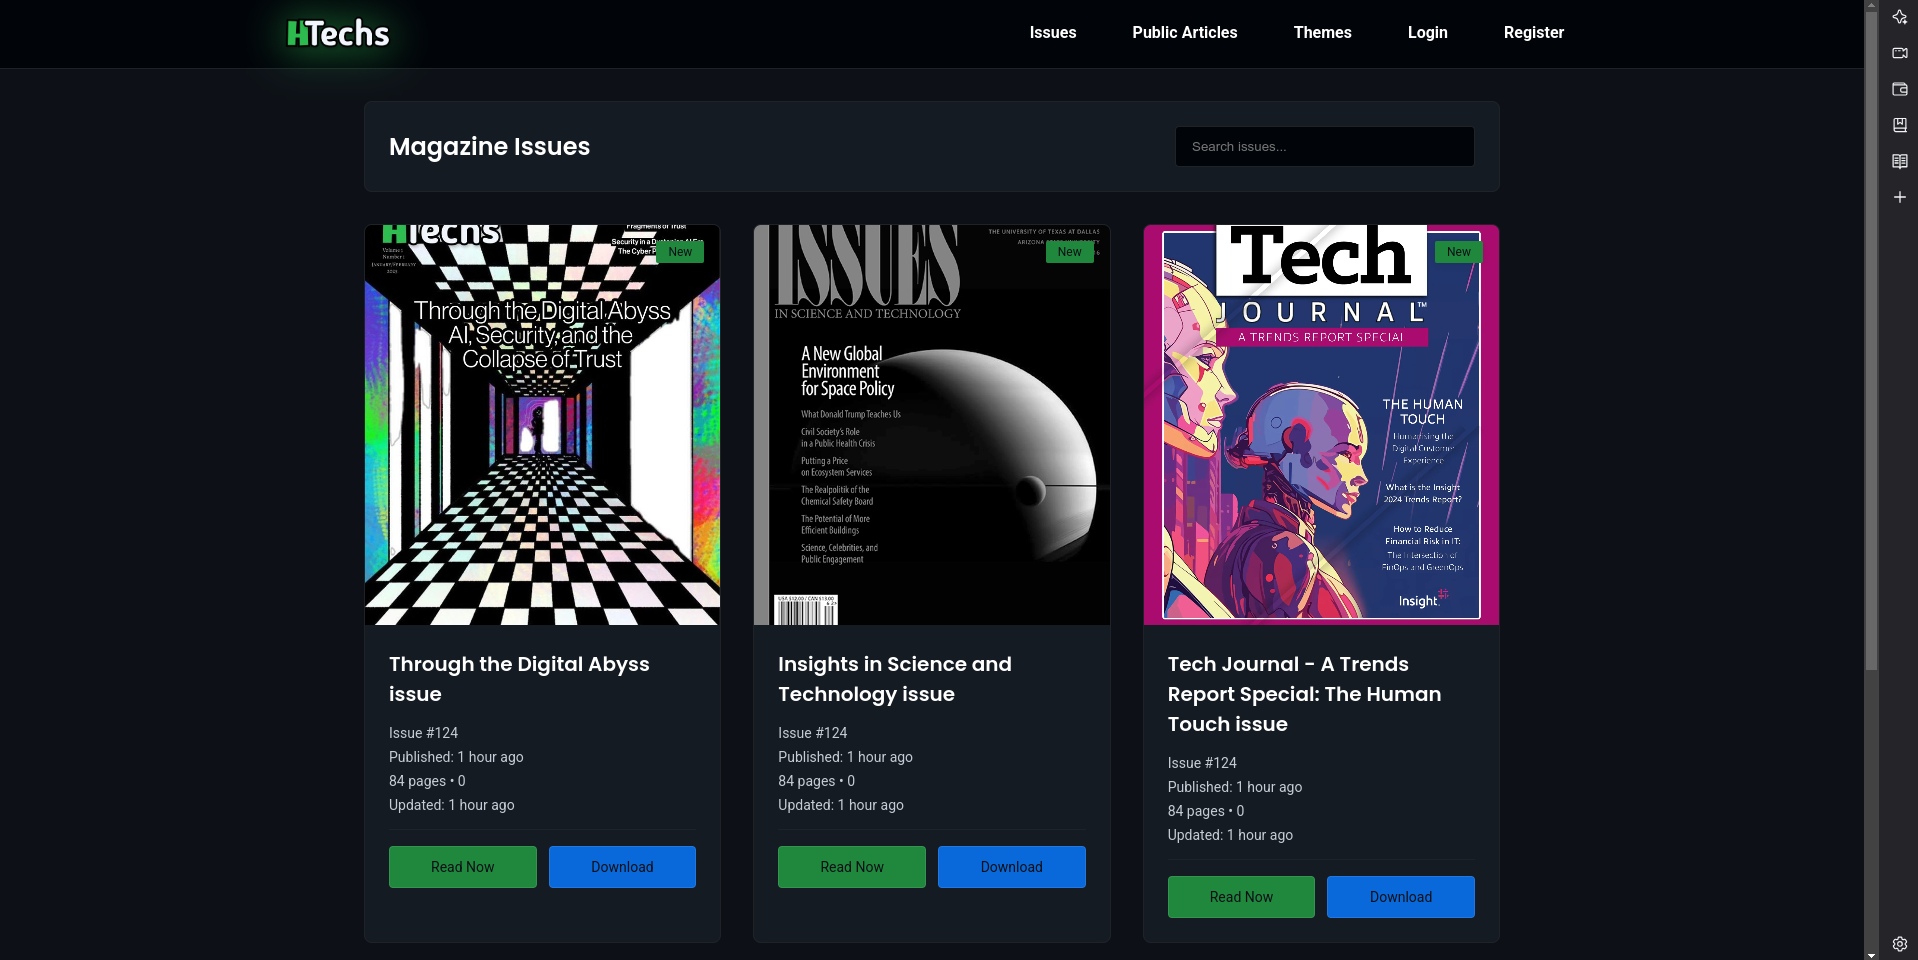 HTechs
Issues
Public Articles
Themes
Login
Register
Magazine Issues
Search issues...
HTechs
Volume 1
Number 1
JANUARY/FEBRUARY
2025
Fragments of Trust
Security in a
The Cyber
New
Through the Digital Abyss
AI, Security, and the
Collapse of Trust
Through the Digital Abyss
issue
Issue #124
Published: 1 hour ago
84 pages • 0
Updated: 1 hour ago
Read Now
Download
ISSUES
IN SCIENCE AND TECHNOLOGY
THE UNIVERSITY OF TEXAS AT DALLAS
ARIZONA
New
A New Global
Environment
for Space Policy
What Donald Trump Teaches Us
Civil Society's Role
in a Public Health Crisis
Putting a Price
on Ecosystem Services
The Realpolitik of the
Chemical Safety Board
The Potential of More
Efficient Buildings
Science, Celebrities, and
Public Engagement
Insights in Science and
Technology issue
Issue #124
Published: 1 hour ago
84 pages • 0
Updated: 1 hour ago
Read Now
Download
Tech
JOURNAL™
A TRENDS REPORT SPECIAL
New
THE HUMAN
TOUCH
Humanising the
Digital Customer
Experience
What is the Insight
2024 Trends Report?
How to Reduce
Financial Risk in IT:
The Intersection of
FinOps and GreenOps
Insight
Tech Journal - A Trends
Report Special: The Human
Touch issue
Issue #124
Published: 1 hour ago
84 pages • 0
Updated: 1 hour ago
Read Now
Download